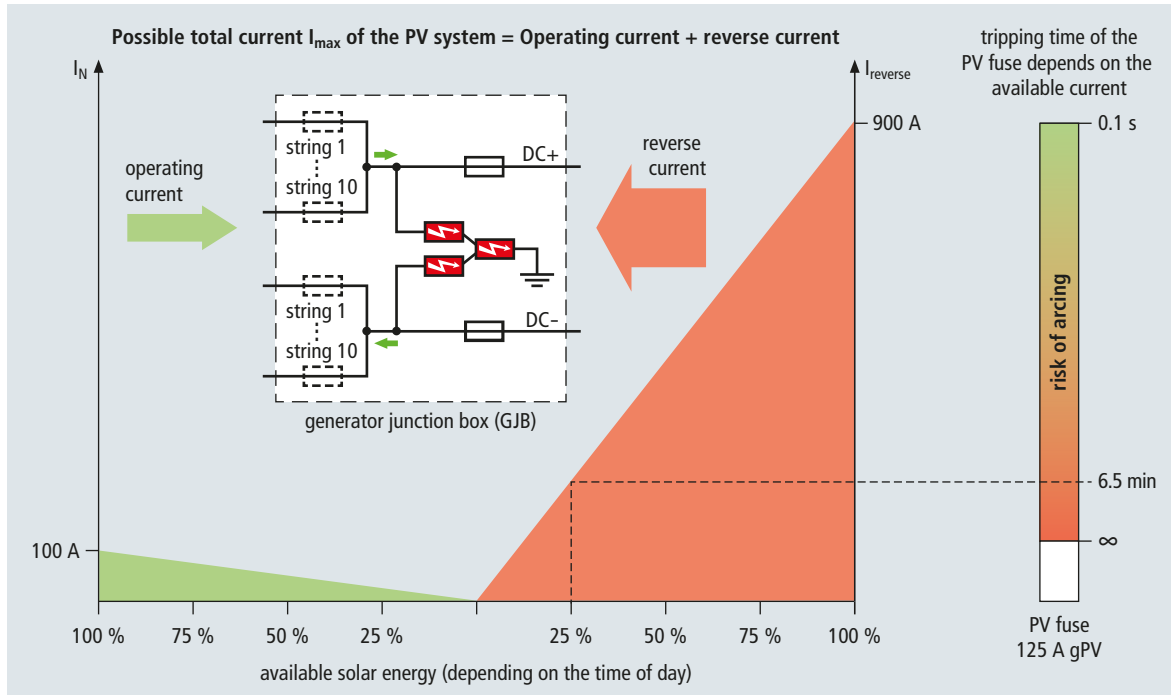 Possible total current Imax of the PV system = Operating current + reverse current
tripping time of the
PV fuse depends on the
available current
IN
Ireverse
900 A
0.1 s
string 1
string 10
DC+
operating
current
reverse
current
string 1
string 10
DC–
generator junction box (GJB)
risk of arcing
6.5 min
∞
100 A
100 %
75 %
50 %
25 %
25 %
50 %
75 %
100 %
available solar energy (depending on the time of day)
PV fuse
125 A gPV